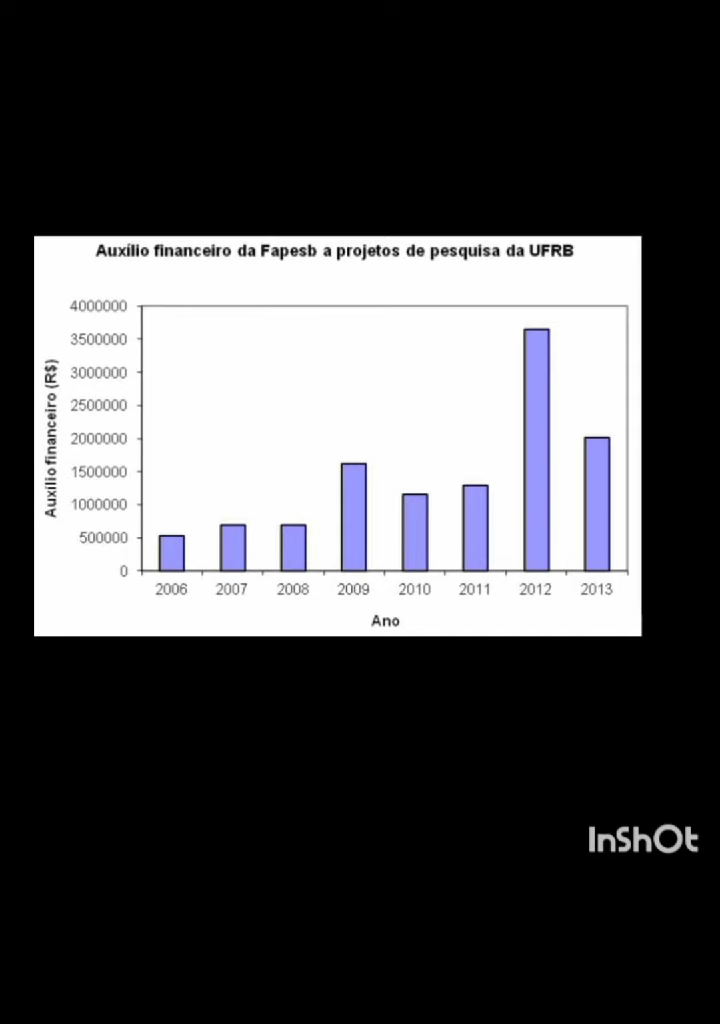 Auxílio financeiro da Fapesb a projetos de pesquisa da UFRB
4000000
3500000
3000000
2500000
2000000
1500000
1000000
500000
0
Auxílio financeiro (R$)
2006 2007 2008 2009 2010 2011 2012 2013
Ano
InShOt